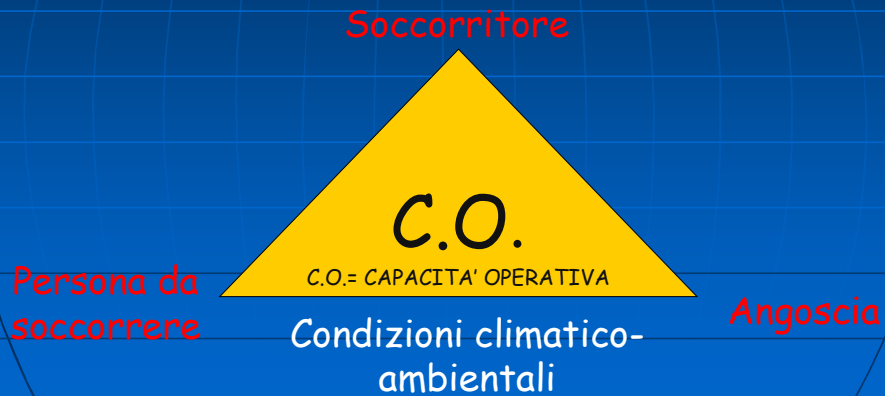 Soccorritore
C.O.
C.O.= CAPACITA' OPERATIVA
Persona da
soccorrere
Angoscia
Condizioni climatico-
ambientali